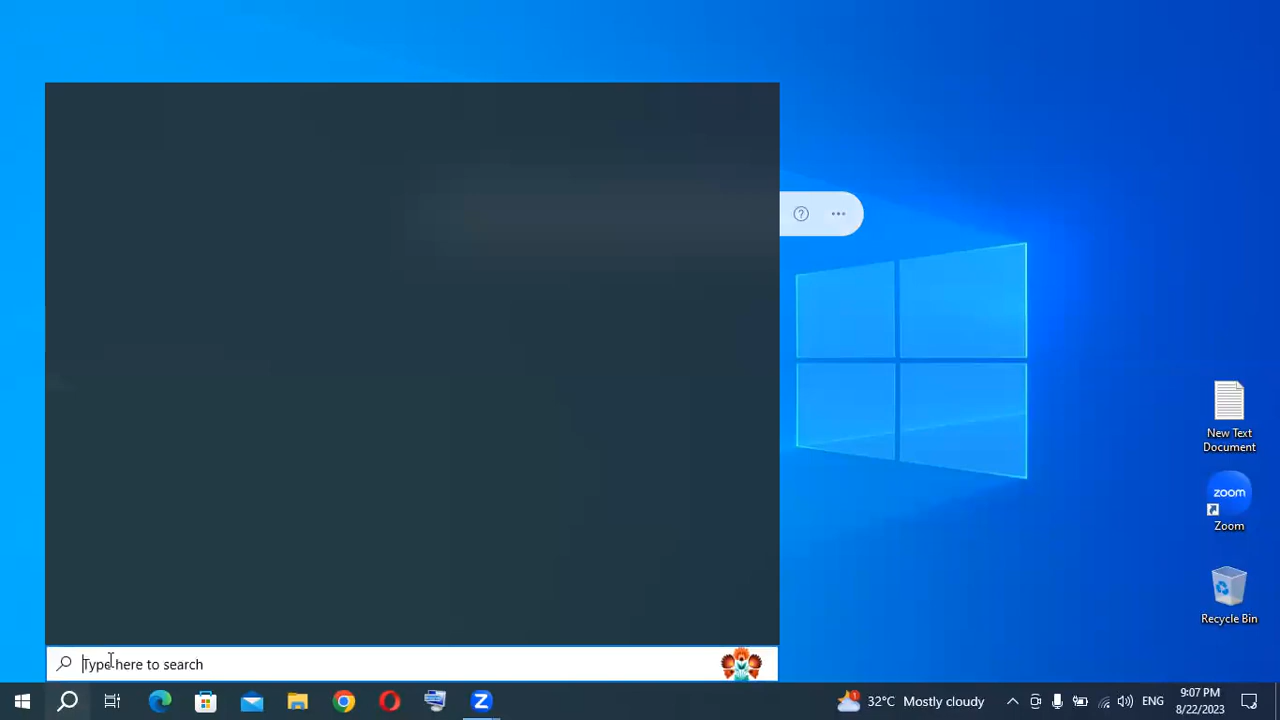 New Text
Document
zoom
Zoom
Recycle Bin
Type here to search
32°C Mostly cloudy
ENG
9:07 PM
8/22/2023